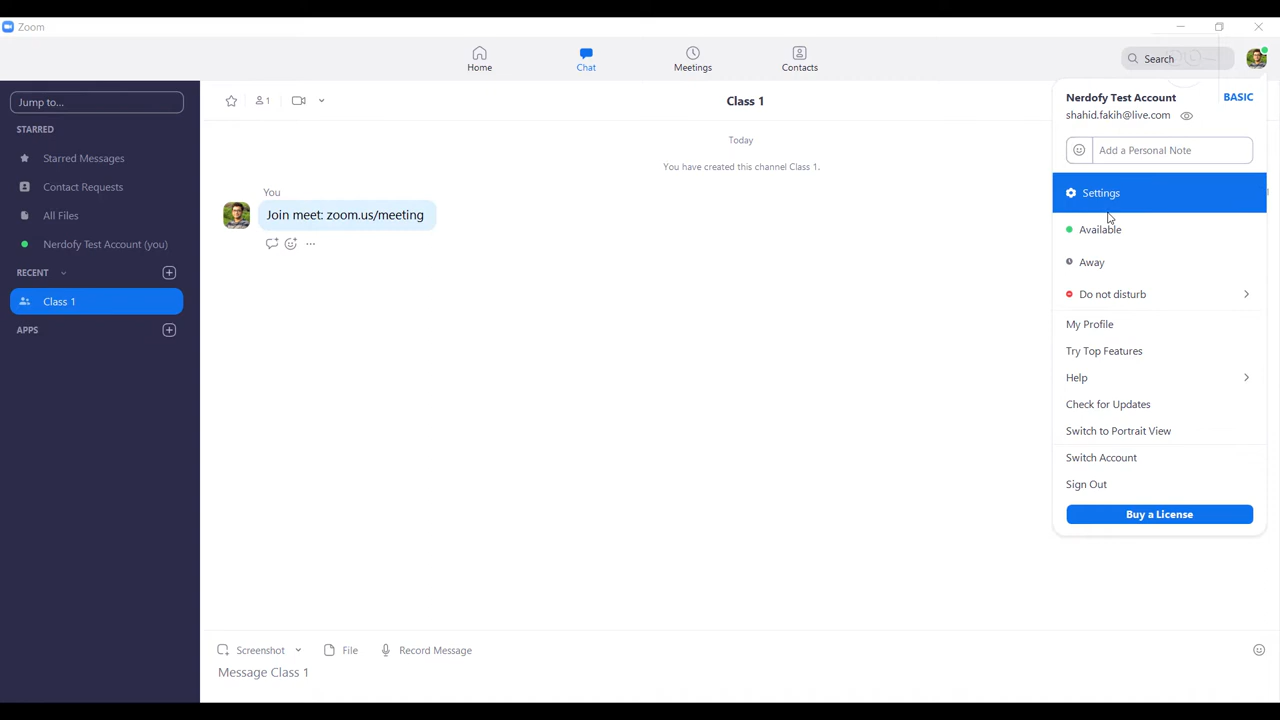 Zoom
Home
Chat
Meetings
Contacts
Search
Jump to...
STARRED
Starred Messages
Contact Requests
All Files
Nerdofy Test Account (you)
RECENT
Class 1
APPS
1
Class 1
Today
You have created this channel Class 1.
You
Join meet: zoom.us/meeting
Screenshot
File
Record Message
Message Class 1
Nerdofy Test Account
BASIC
shahid.fakih@live.com
Add a Personal Note
Settings
Available
Away
Do not disturb
My Profile
Try Top Features
Help
Check for Updates
Switch to Portrait View
Switch Account
Sign Out
Buy a License